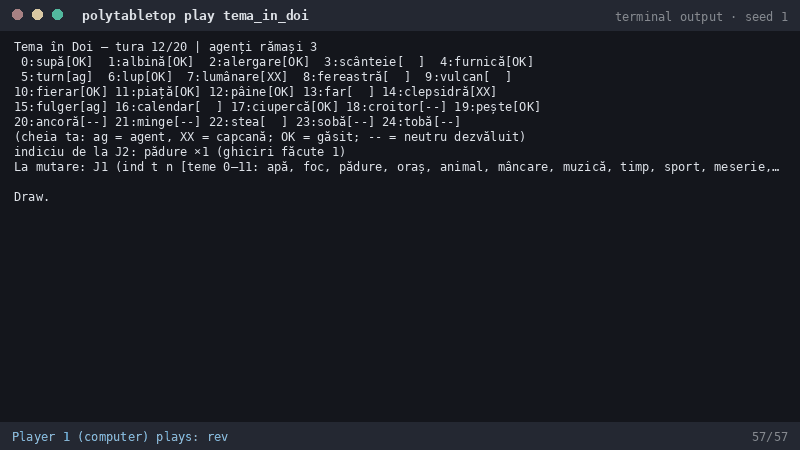 polytabletop play tema_in_doi
terminal output · seed 1
Tema în Doi — tura 12/20 | agenți rămași 3
0:supă[OK]  1:albină[OK]  2:alergare[OK]  3:scânteie[  ]  4:furnică[OK]
5:turn[ag]  6:lup[OK]  7:lumânare[XX]  8:fereastră[  ]  9:vulcan[  ]
10:fierar[OK] 11:piață[OK] 12:pâine[OK] 13:far[  ] 14:clepsidră[XX]
15:fulger[ag] 16:calendar[  ] 17:ciupercă[OK] 18:croitor[--] 19:pește[OK]
20:ancoră[--] 21:minge[--] 22:stea[  ] 23:sobă[--] 24:tobă[--]
(cheia ta: ag = agent, XX = capcană; OK = găsit; -- = neutru dezvăluit)
indiciu de la J2: pădure ×1 (ghiciri făcute 1)
La mutare: J1 (ind t n [teme 0–11: apă, foc, pădure, oraș, animal, mâncare, muzică, timp, sport, meserie,…
Draw.
Player 1 (computer) plays: rev
57/57